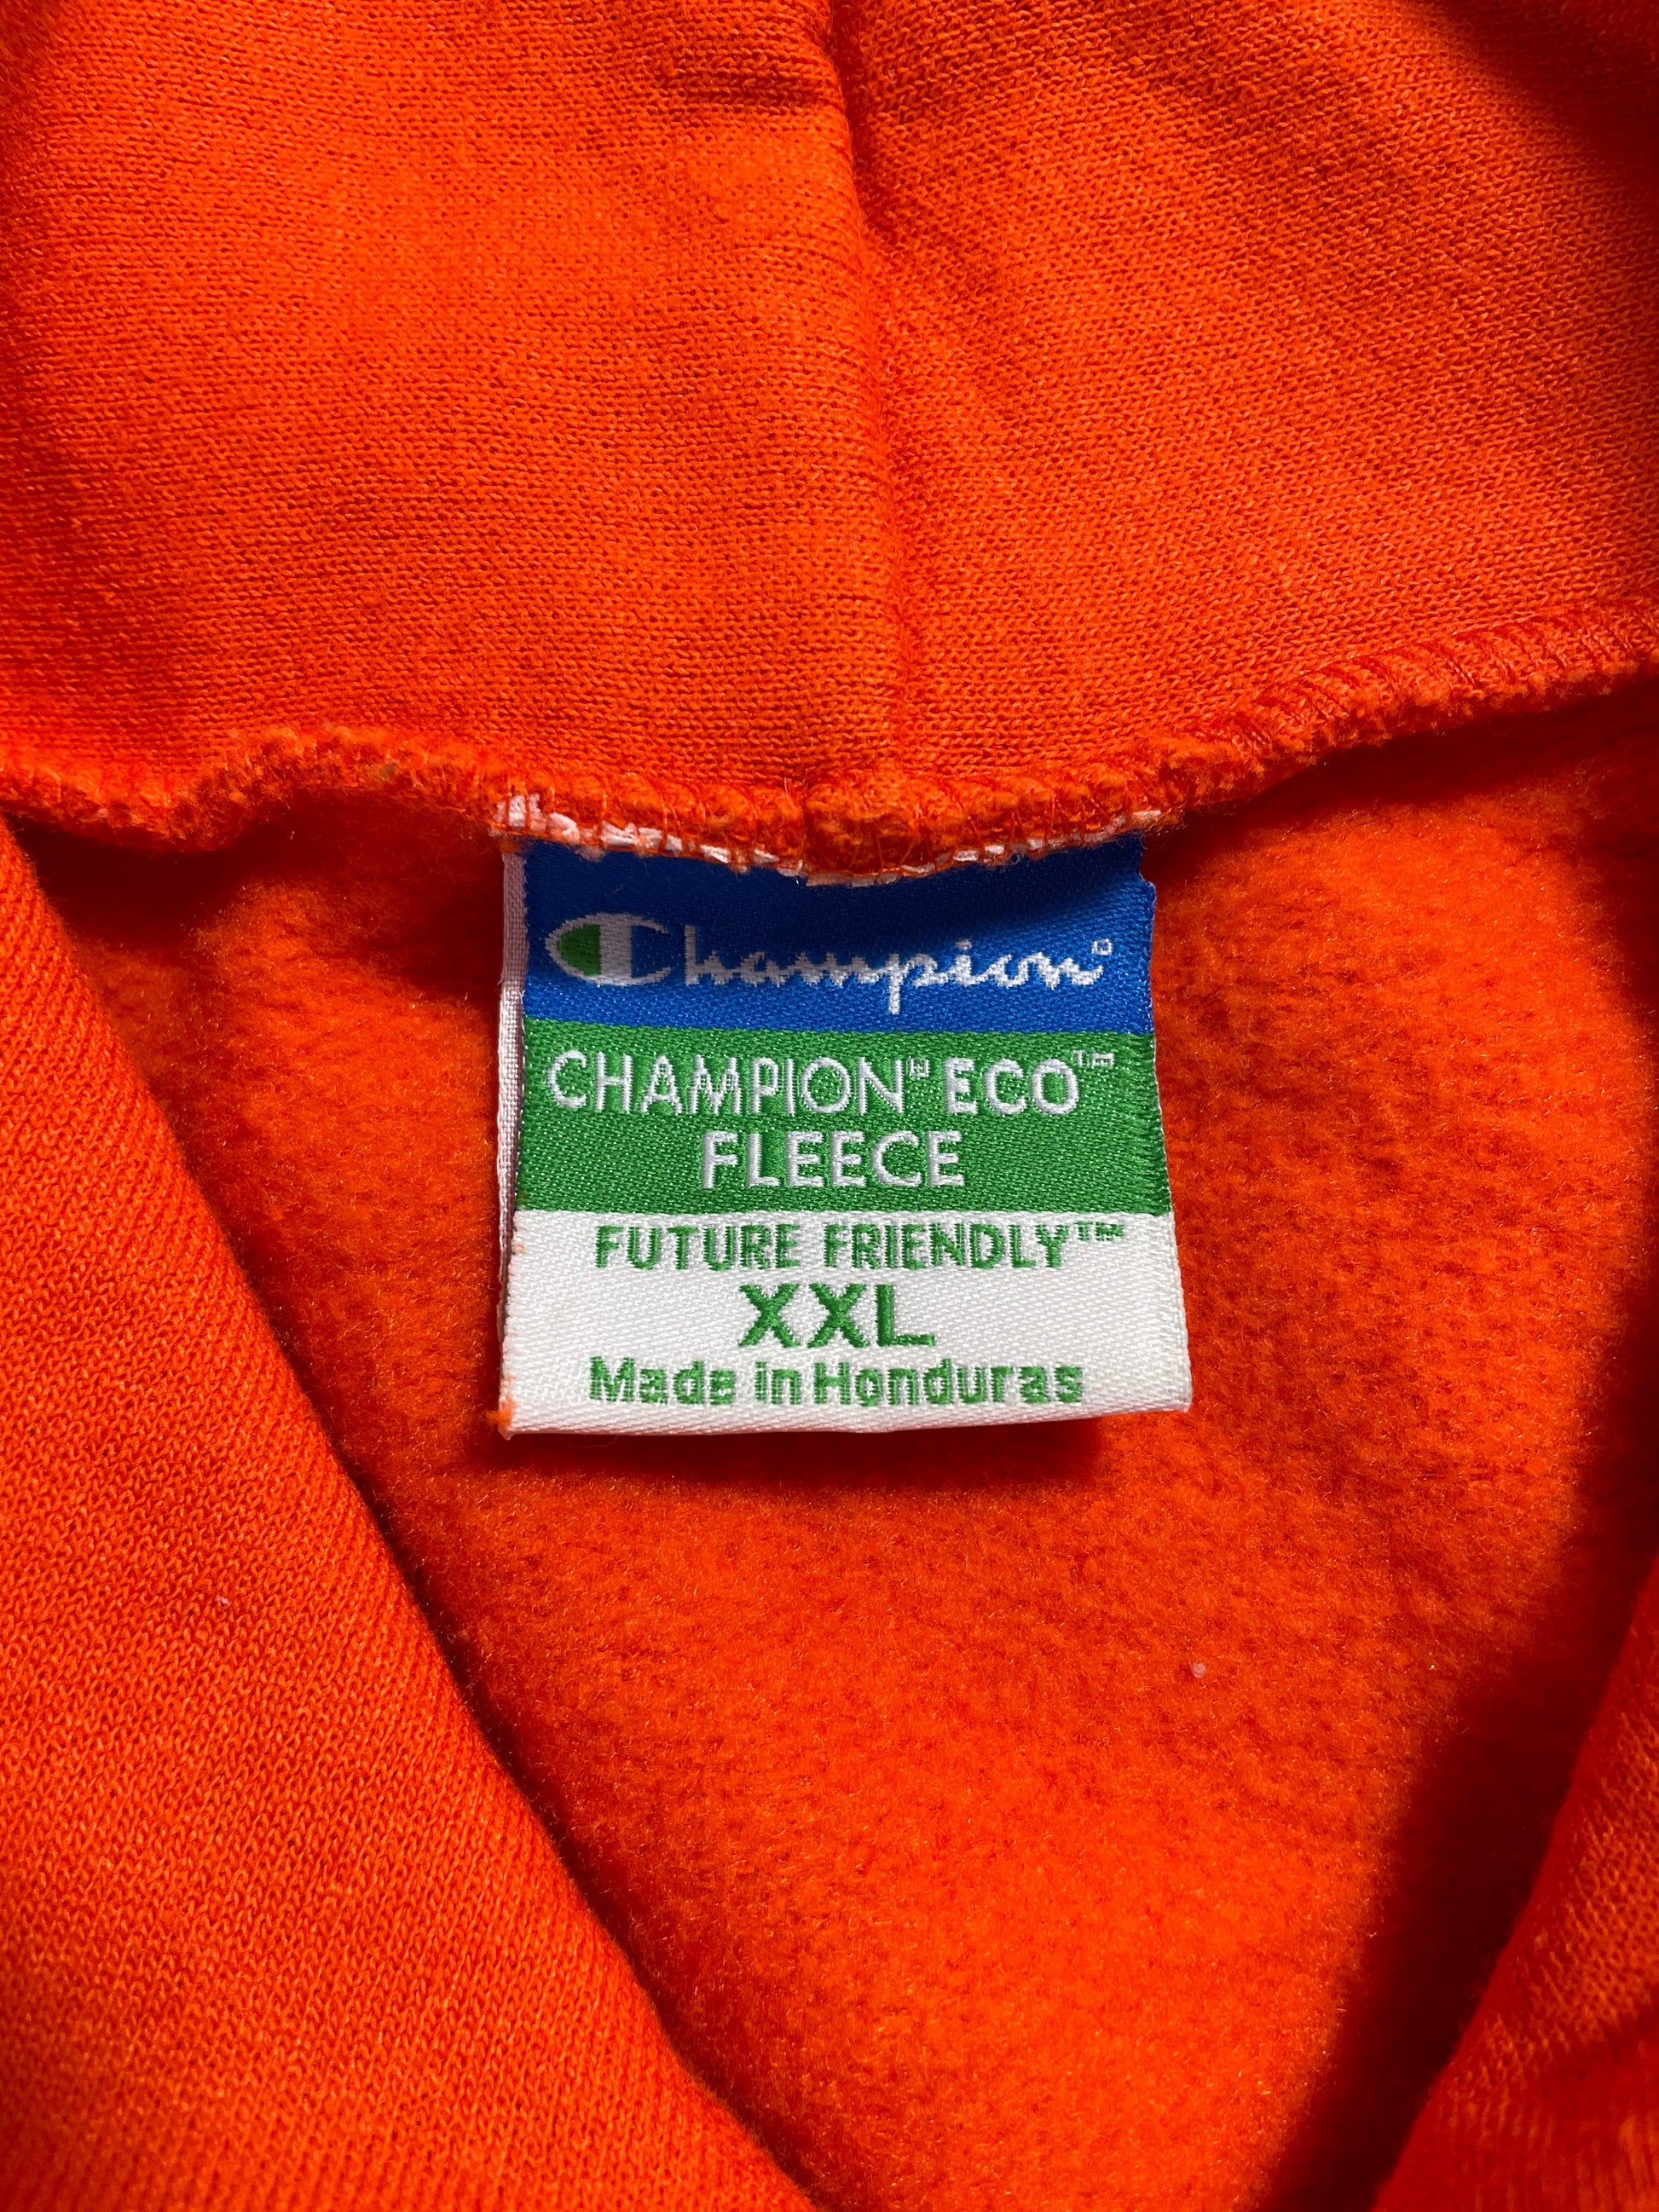 Champion®
CHAMPION® ECO™
FLEECE
FUTURE FRIENDLY™
XXL
Made in Honduras